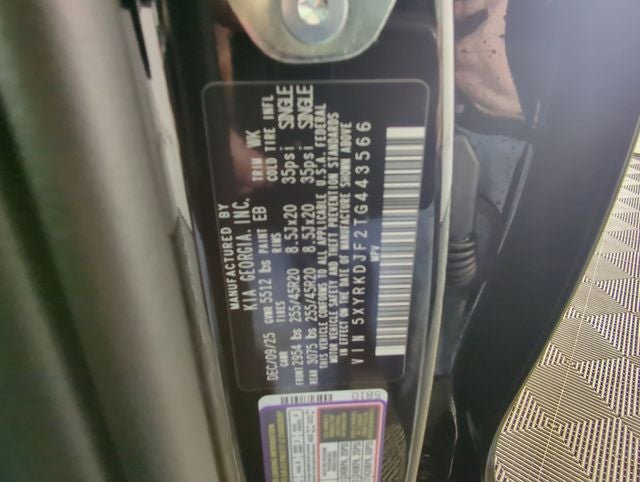 MANUFACTURED BY
KIA GEORGIA, INC.
DEC/09/25 GVWR 5512 lbs PAINT EB TRIM WK
GAWR TIRES RIMS COLD TIRE INFL
FRONT 2954 lbs 255/45R20 8.5Jx20 35psi SINGLE
REAR 3075 lbs 255/45R20 8.5Jx20 35psi SINGLE
THIS VEHICLE CONFORMS TO ALL APPLICABLE U.S.A. FEDERAL
MOTOR VEHICLE SAFETY AND THEFT PREVENTION STANDARDS
IN EFFECT ON THE DATE OF MANUFACTURE SHOWN ABOVE
VIN 5XYRKDJF2TG443566
MPV
5810